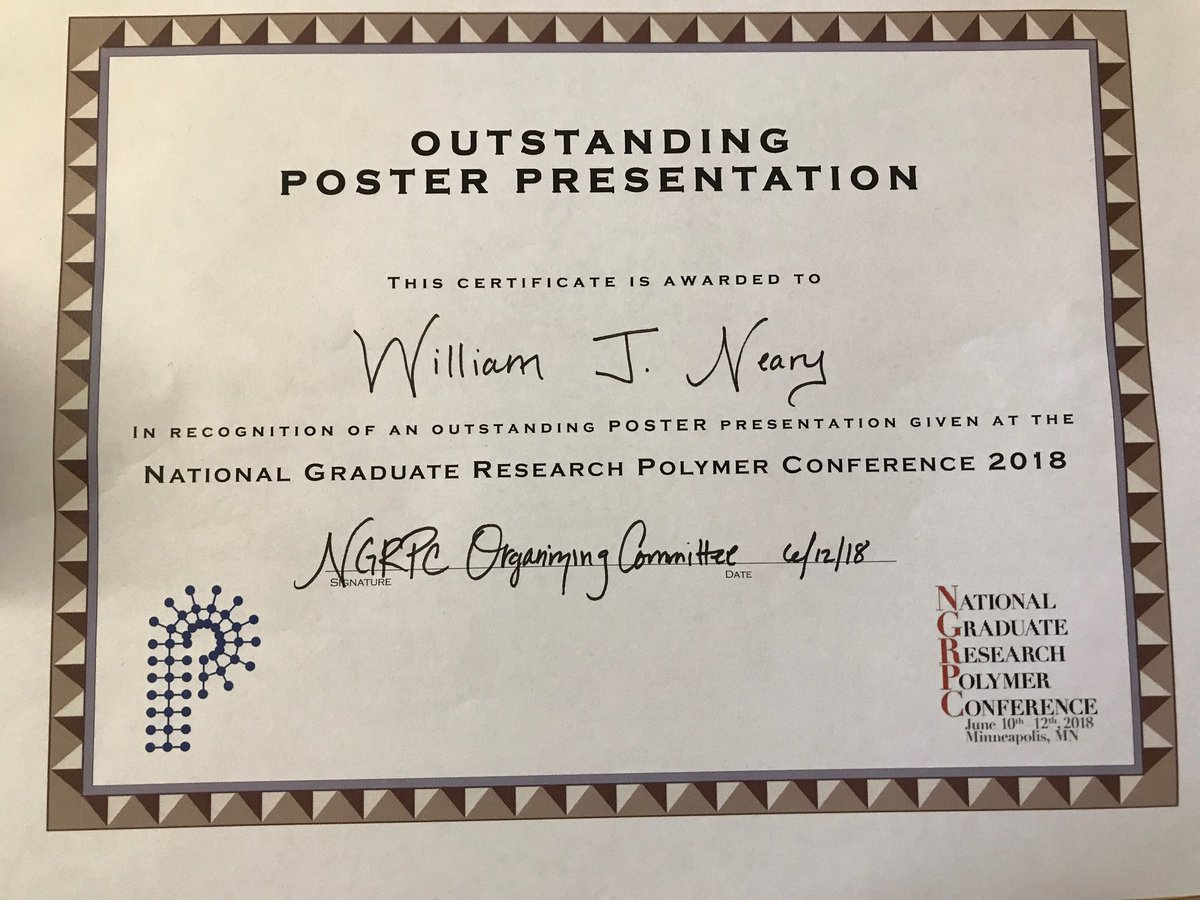 OUTSTANDING
POSTER PRESENTATION
THIS CERTIFICATE IS AWARDED TO
William J. Neary
IN RECOGNITION OF AN OUTSTANDING POSTER PRESENTATION GIVEN AT THE
NATIONAL GRADUATE RESEARCH POLYMER CONFERENCE 2018
NGRPC Organizing Committee 6/12/18
SIGNATURE DATE
NATIONAL
GRADUATE
RESEARCH
POLYMER
CONFERENCE
June 10th-12th, 2018
Minneapolis, MN